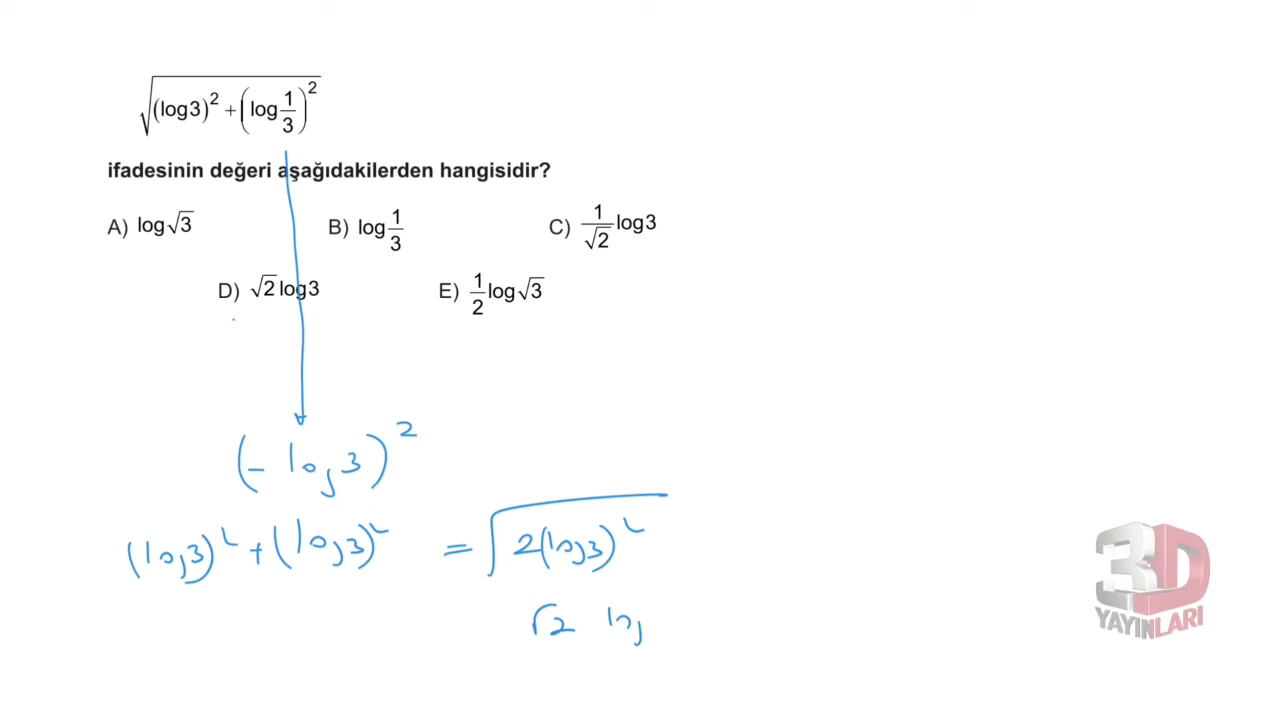 √((log3)² + (log 1/3)²)
ifadesinin değeri aşağıdakilerden hangisidir?
A) log√3 B) log 1/3 C) 1/√2 log3
D) √2 log3 E) 1/2 log√3
(- log3)²
(log3)² + (log3)² = √(2(log3)²)
√2 log
3D
YAYINLARI